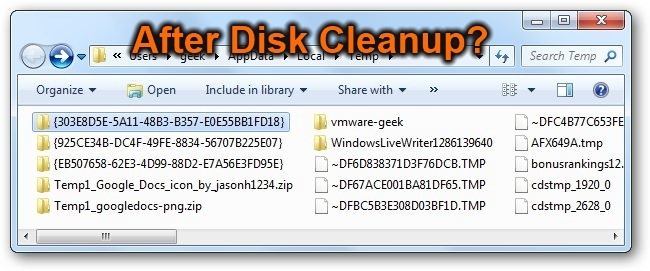 After Disk Cleanup?
« Users geek AppData Local Temp
Search Temp
Organize Open Include in library Share with »
{303E8D5E-5A11-48B3-B357-E0E55BB1FD18} vmware-geek ~DFC4B77C653FE
{925CE34B-DC4F-49FE-8834-56707B225E07} WindowsLiveWriter1286139640 AFX649A.tmp
{EB507658-62E3-4D99-88D2-E7A56E3FD95E} ~DF6D838371D3F76DCB.TMP bonusrankings12.
Temp1_Google_Docs_icon_by_jasonh1234.zip ~DF67ACE001BA81DF65.TMP cdstmp_1920_0
Temp1_googledocs-png.zip ~DFBC5B3E308D03BF1D.TMP cdstmp_2628_0